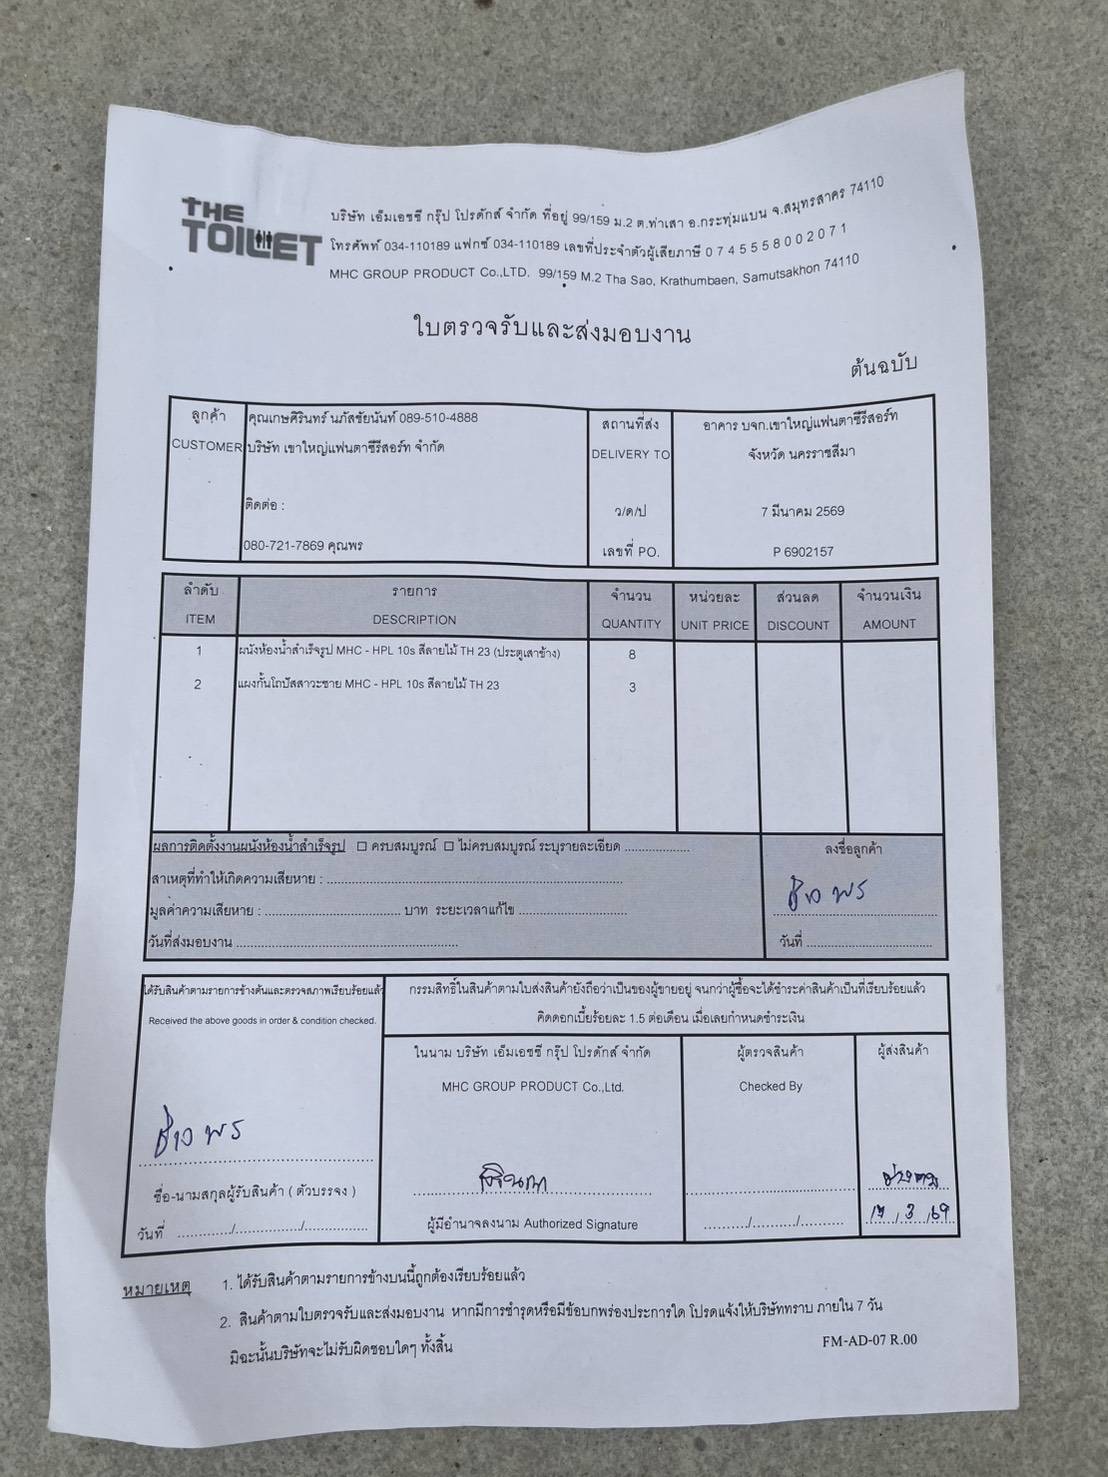 THE TOILET
บริษัท เอ็มเอชซี กรุ๊ป โปรดักส์ จำกัด ที่อยู่ 99/159 ม.2 ต.ท่าเสา อ.กระทุ่มแบน จ.สมุทรสาคร 74110
โทรศัพท์ 034-110189 แฟกซ์ 034-110189 เลขที่ประจำตัวผู้เสียภาษี 0 7 4 5 5 5 8 0 0 2 0 7 1
MHC GROUP PRODUCT Co.,LTD. 99/159 M.2 Tha Sao, Krathumbaen, Samutsakhon 74110
ใบตรวจรับและส่งมอบงาน
ต้นฉบับ
ลูกค้า คุณเกษศิรินทร์ นภัสชัยนันท์ 089-510-4888 สถานที่ส่ง อาคาร บจก.เขาใหญ่แฟนตาซีรีสอร์ท
CUSTOMER บริษัท เขาใหญ่แฟนตาซีรีสอร์ท จำกัด DELIVERY TO จังหวัด นครราชสีมา
ติดต่อ : ว/ด/ป 7 มีนาคม 2569
080-721-7869 คุณพร เลขที่ PO. P 6902157
ลำดับ รายการ จำนวน หน่วยละ ส่วนลด จำนวนเงิน
ITEM DESCRIPTION QUANTITY UNIT PRICE DISCOUNT AMOUNT
1 ผนังห้องน้ำสำเร็จรูป MHC - HPL 10s สีลายไม้ TH 23 (ประตูเสาข้าง) 8
2 แผงกั้นโถปัสสาวะชาย MHC - HPL 10s สีลายไม้ TH 23 3
ผลการติดตั้งงานผนังห้องน้ำสำเร็จรูป ☐ ครบสมบูรณ์ ☐ ไม่ครบสมบูรณ์ ระบุรายละเอียด .................. ลงชื่อลูกค้า
สาเหตุที่ทำให้เกิดความเสียหาย : ..................
ช่าง พร
มูลค่าความเสียหาย : .................. บาท ระยะเวลาแก้ไข ..................
วันที่ส่งมอบงาน .................. วันที่ ..................
ได้รับสินค้าตามรายการข้างต้นและตรวจสภาพเรียบร้อยแล้ว กรรมสิทธิ์ในสินค้าตามใบส่งสินค้ายังถือว่าเป็นของผู้ขายอยู่ จนกว่าผู้ซื้อจะได้ชำระค่าสินค้าเป็นที่เรียบร้อยแล้ว
Received the above goods in order & condition checked. คิดดอกเบี้ยร้อยละ 1.5 ต่อเดือน เมื่อเลยกำหนดชำระเงิน
ในนาม บริษัท เอ็มเอชซี กรุ๊ป โปรดักส์ จำกัด ผู้ตรวจสินค้า ผู้ส่งสินค้า
MHC GROUP PRODUCT Co.,Ltd. Checked By
ช่าง พร
ชื่อ-นามสกุลผู้รับสินค้า ( ตัวบรรจง )
ผู้มีอำนาจลงนาม Authorized Signature ........./........./......... 17 / 3 / 69
วันที่ ........./........./.........
หมายเหตุ 1. ได้รับสินค้าตามรายการข้างบนนี้ถูกต้องเรียบร้อยแล้ว
2. สินค้าตามใบตรวจรับและส่งมอบงาน หากมีการชำรุดหรือมีข้อบกพร่องประการใด โปรดแจ้งให้บริษัททราบ ภายใน 7 วัน
มิฉะนั้นบริษัทจะไม่รับผิดชอบใดๆ ทั้งสิ้น
FM-AD-07 R.00